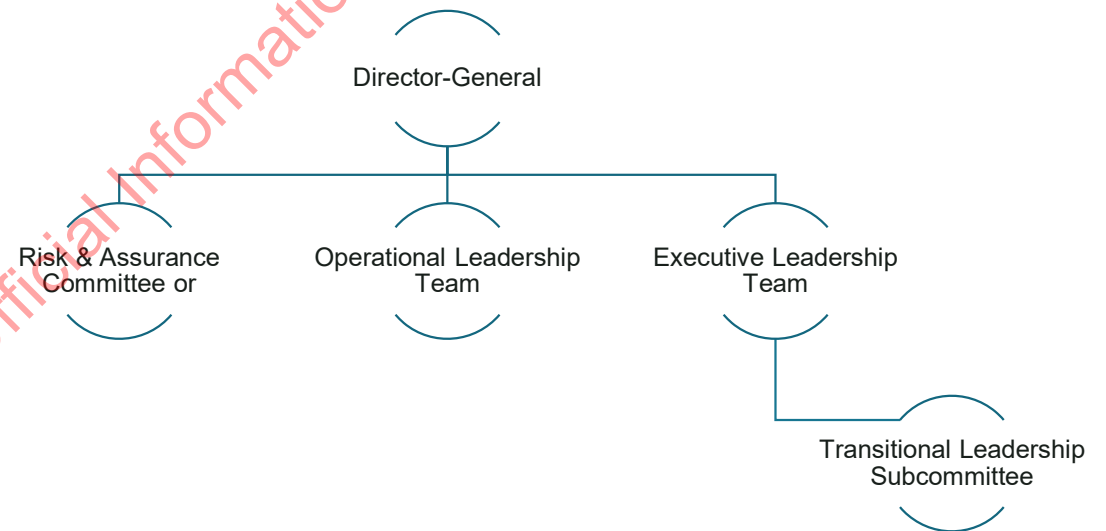 Director-General
Risk & Assurance
Committee or
Operational Leadership
Team
Executive Leadership
Team
Transitional Leadership
Subcommittee